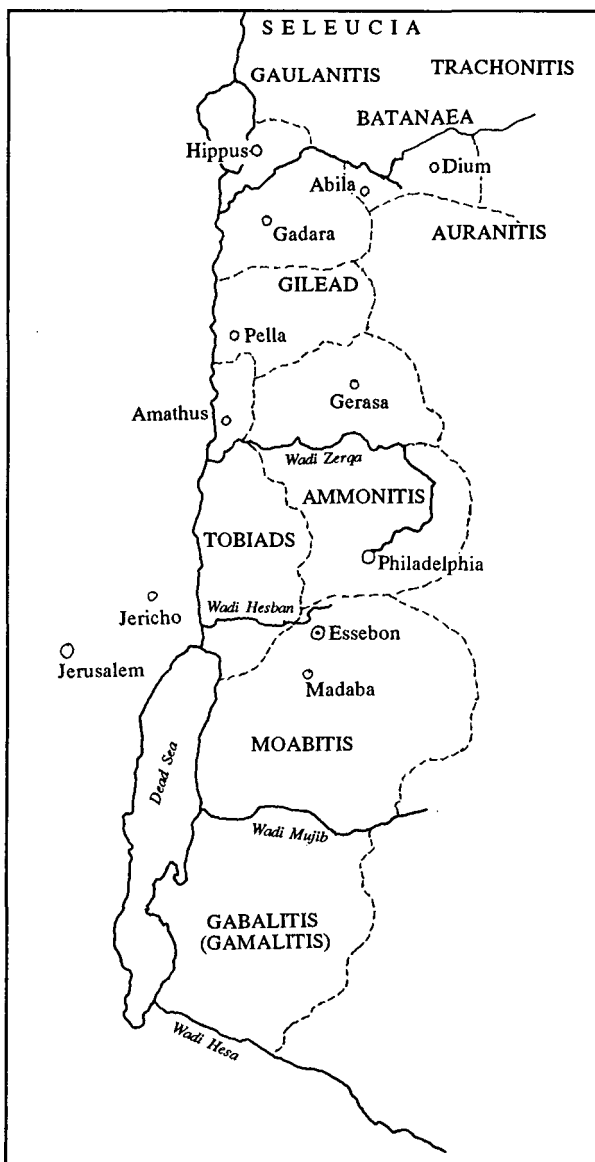 SELEUCIA
GAULANITIS
TRACHONITIS
BATANAEA
Hippus
Dium
Abila
Gadara
AURANITIS
GILEAD
Pella
Gerasa
Amathus
Wadi Zerqa
AMMONITIS
TOBIADS
Philadelphia
Jericho
Wadi Hesban
Essebon
Jerusalem
Madaba
MOABITIS
Dead Sea
Wadi Mujib
GABALITIS
(GAMALITIS)
Wadi Hesa